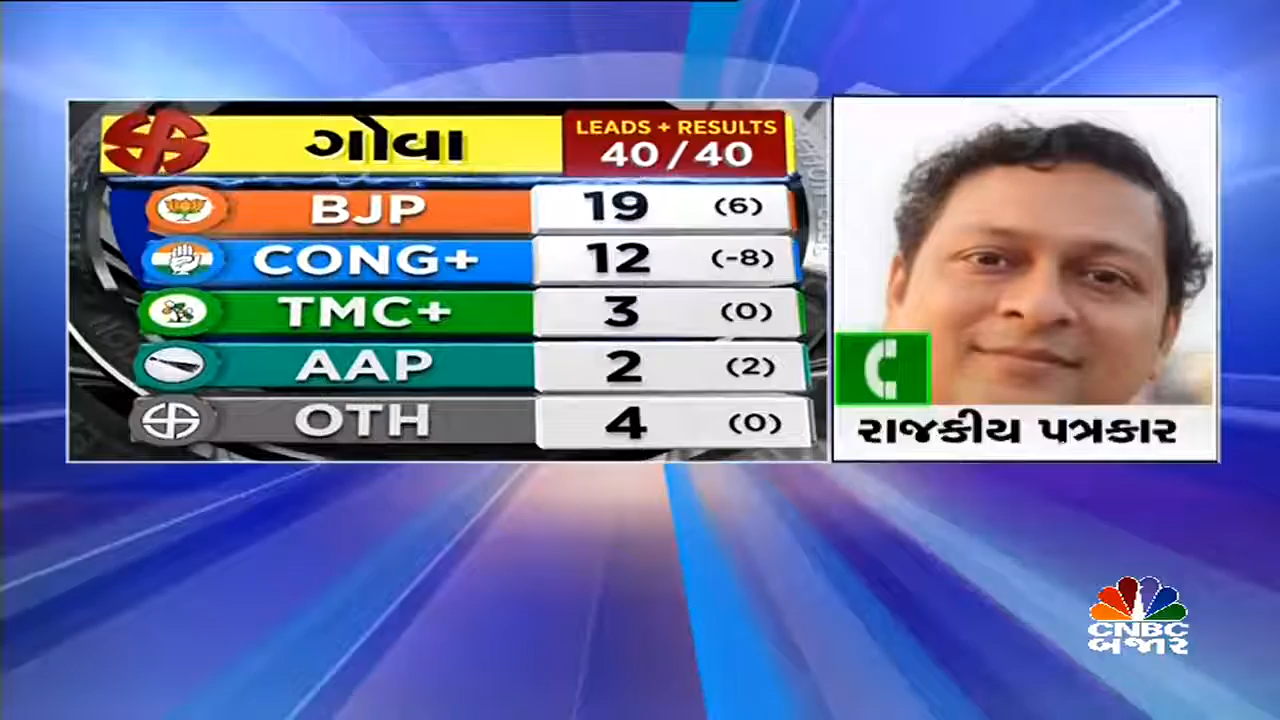 ગોવા
LEADS + RESULTS
40/40
BJP 19 (6)
CONG+ 12 (-8)
TMC+ 3 (0)
AAP 2 (2)
OTH 4 (0)
રાજકીય પત્રકાર
CNBC
બજાર